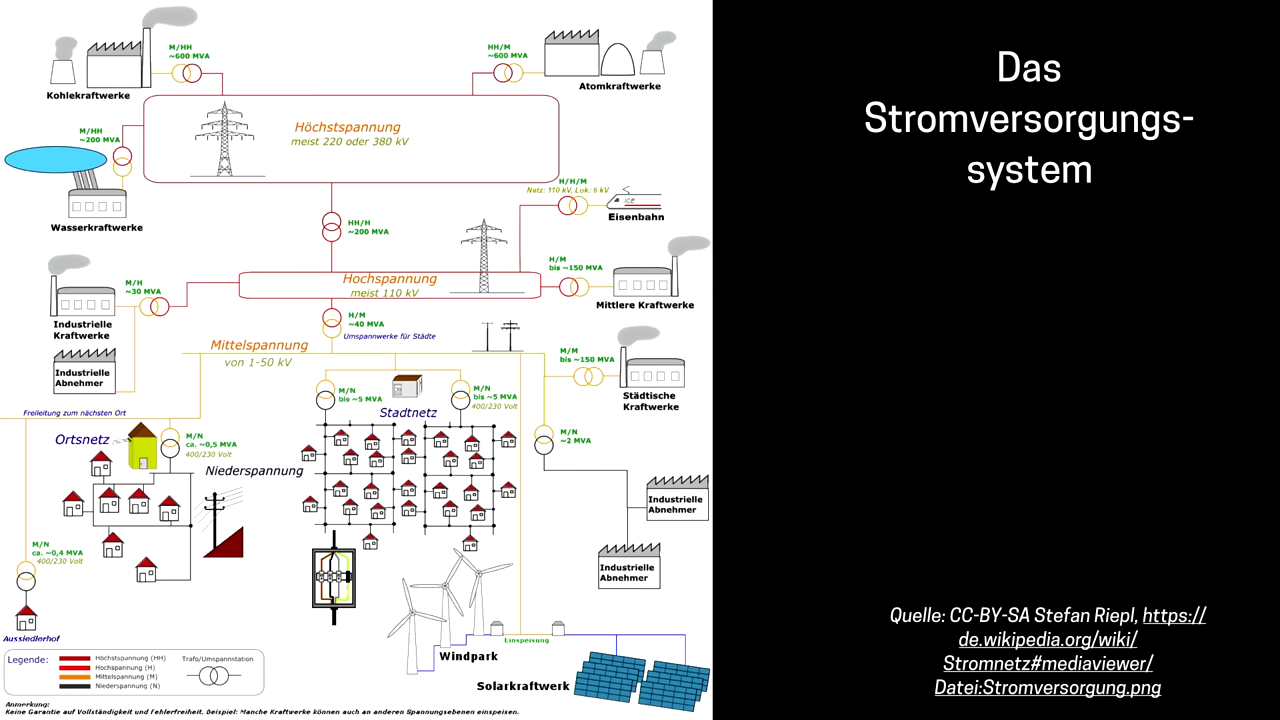 M/HH
~600 MVA
HH/M
~600 MVA
Kohlekraftwerke
Atomkraftwerke
Höchstspannung
meist 220 oder 380 kV
M/HH
~200 MVA
Wasserkraftwerke
H/H/M
Netz: 110 kV, Lok: 6 kV
ICE
Eisenbahn
HH/H
~200 MVA
H/M
bis ~150 MVA
Mittlere Kraftwerke
Hochspannung
meist 110 kV
M/H
~30 MVA
Industrielle
Kraftwerke
Industrielle
Abnehmer
H/M
~40 MVA
Umspannwerke für Städte
Mittelspannung
von 1-50 kV
M/M
bis ~150 MVA
Städtische
Kraftwerke
M/N
bis ~5 MVA
M/N
bis ~5 MVA
400/230 Volt
Stadtnetz
Freileitung zum nächsten Ort
Ortsnetz
M/N
ca. ~0,5 MVA
400/230 Volt
Niederspannung
M/N
~2 MVA
Industrielle
Abnehmer
Industrielle
Abnehmer
M/N
ca. ~0,4 MVA
400/230 Volt
Aussiedlerhof
Einspeisung
Windpark
Solarkraftwerk
Legende:
Höchstspannung (HH)
Hochspannung (H)
Mittelspannung (M)
Niederspannung (N)
Trafo/Umspannstation
Anmerkung:
Keine Garantie auf Vollständigkeit und Fehlerfreiheit. Beispiel: Manche Kraftwerke können auch an anderen Spannungsebenen einspeisen.
Das
Stromversorgungs-
system
Quelle: CC-BY-SA Stefan Riepl, https://
de.wikipedia.org/wiki/
Stromnetz#mediaviewer/
Datei:Stromversorgung.png